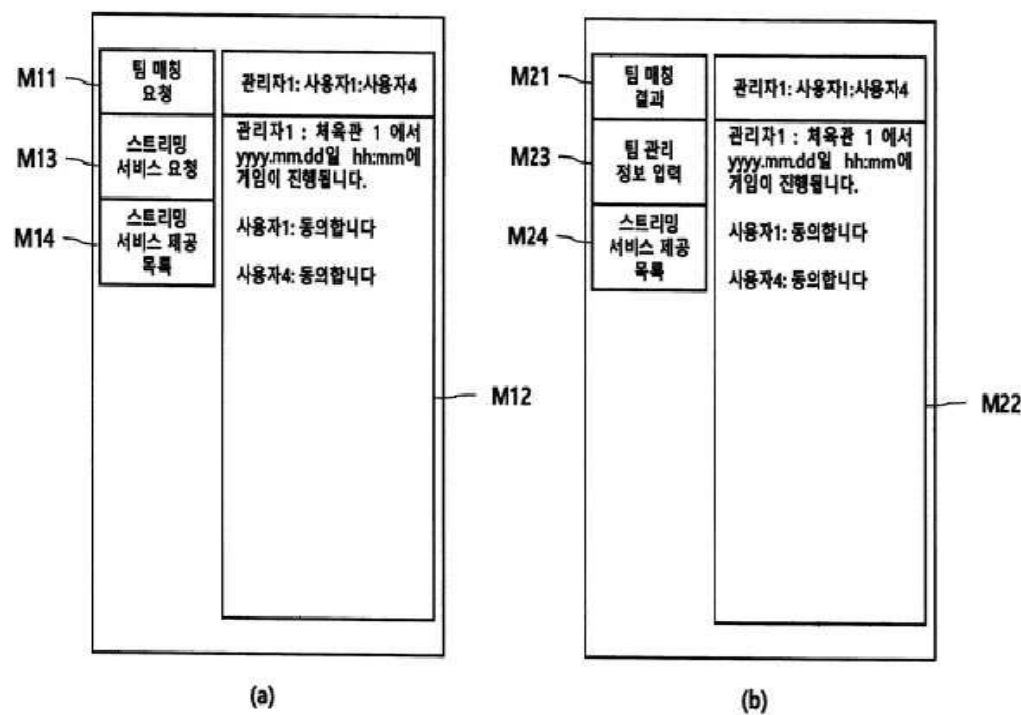 M11
팀 매칭
요청
M13
스트리밍
서비스 요청
M14
스트리밍
서비스 제공
목록
관리자1: 사용자1:사용자4
관리자1 : 체육관 1 에서
yyyy.mm.dd일 hh:mm에
게임이 진행됩니다.
사용자1: 동의합니다
사용자4: 동의합니다
M12
(a)
M21
팀 매칭
결과
M23
팀 관리
정보 입력
M24
스트리밍
서비스 제공
목록
관리자1: 사용자1:사용자4
관리자1 : 체육관 1 에서
yyyy.mm.dd일 hh:mm에
게임이 진행됩니다.
사용자1: 동의합니다
사용자4: 동의합니다
M22
(b)